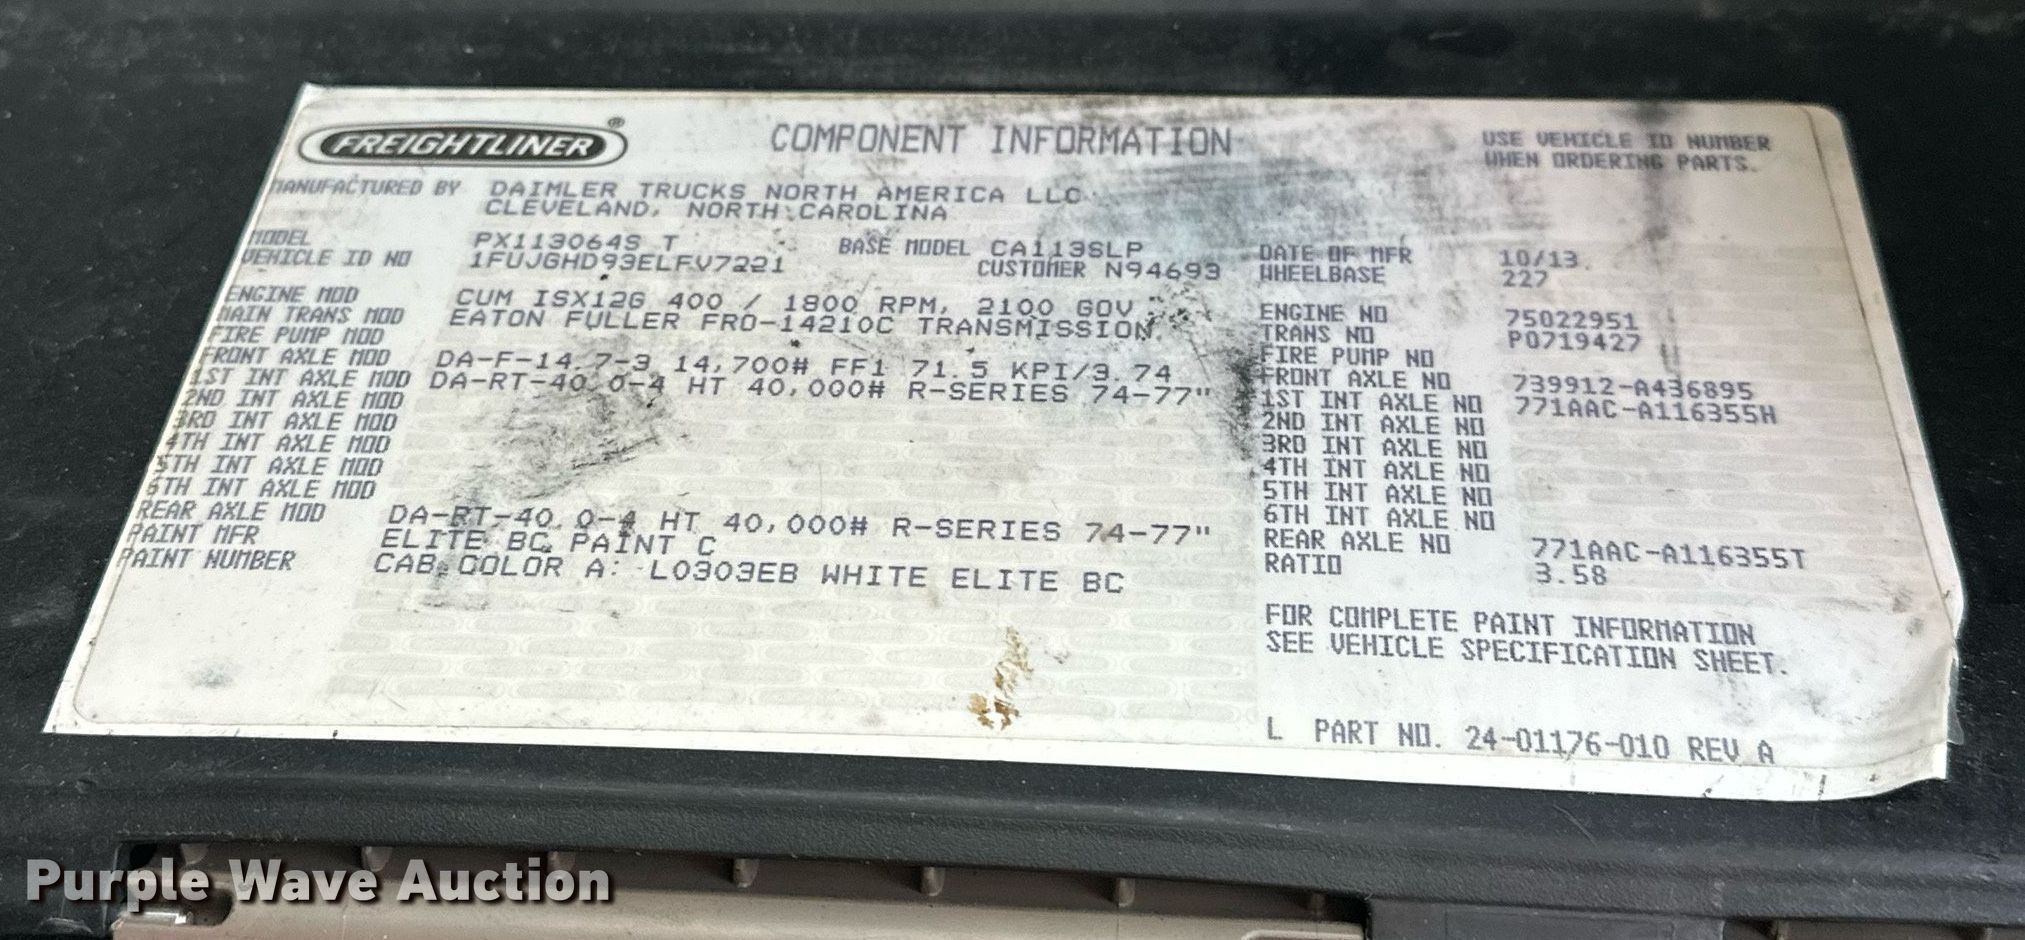 FREIGHTLINER®
COMPONENT INFORMATION
USE VEHICLE ID NUMBER
WHEN ORDERING PARTS.
MANUFACTURED BY DAIMLER TRUCKS NORTH AMERICA LLC
CLEVELAND, NORTH CAROLINA
MODEL PX113064S T BASE MODEL CA113SLP DATE OF MFR 10/13
VEHICLE ID NO 1FUJGHD93ELFV7221 CUSTOMER N94693 WHEELBASE 227
ENGINE MOD CUM ISX12G 400 / 1800 RPM, 2100 GOV ENGINE NO 75022951
MAIN TRANS MOD EATON FULLER FRO-14210C TRANSMISSION TRANS NO P0719427
FIRE PUMP MOD FIRE PUMP NO
FRONT AXLE MOD DA-F-14.7-3 14,700# FF1 71.5 KPI/3.74 FRONT AXLE NO 739912-A436895
1ST INT AXLE MOD DA-RT-40.0-4 HT 40,000# R-SERIES 74-77" 1ST INT AXLE NO 771AAC-A116355H
2ND INT AXLE MOD 2ND INT AXLE NO
3RD INT AXLE MOD 3RD INT AXLE NO
4TH INT AXLE MOD 4TH INT AXLE NO
5TH INT AXLE MOD 5TH INT AXLE NO
6TH INT AXLE MOD 6TH INT AXLE NO
REAR AXLE MOD DA-RT-40.0-4 HT 40,000# R-SERIES 74-77" REAR AXLE NO 771AAC-A116355T
PAINT MFR ELITE BC PAINT C RATIO 3.58
PAINT NUMBER CAB COLOR A: L0303EB WHITE ELITE BC
FOR COMPLETE PAINT INFORMATION
SEE VEHICLE SPECIFICATION SHEET.
L PART NO. 24-01176-010 REV A
Purple Wave Auction